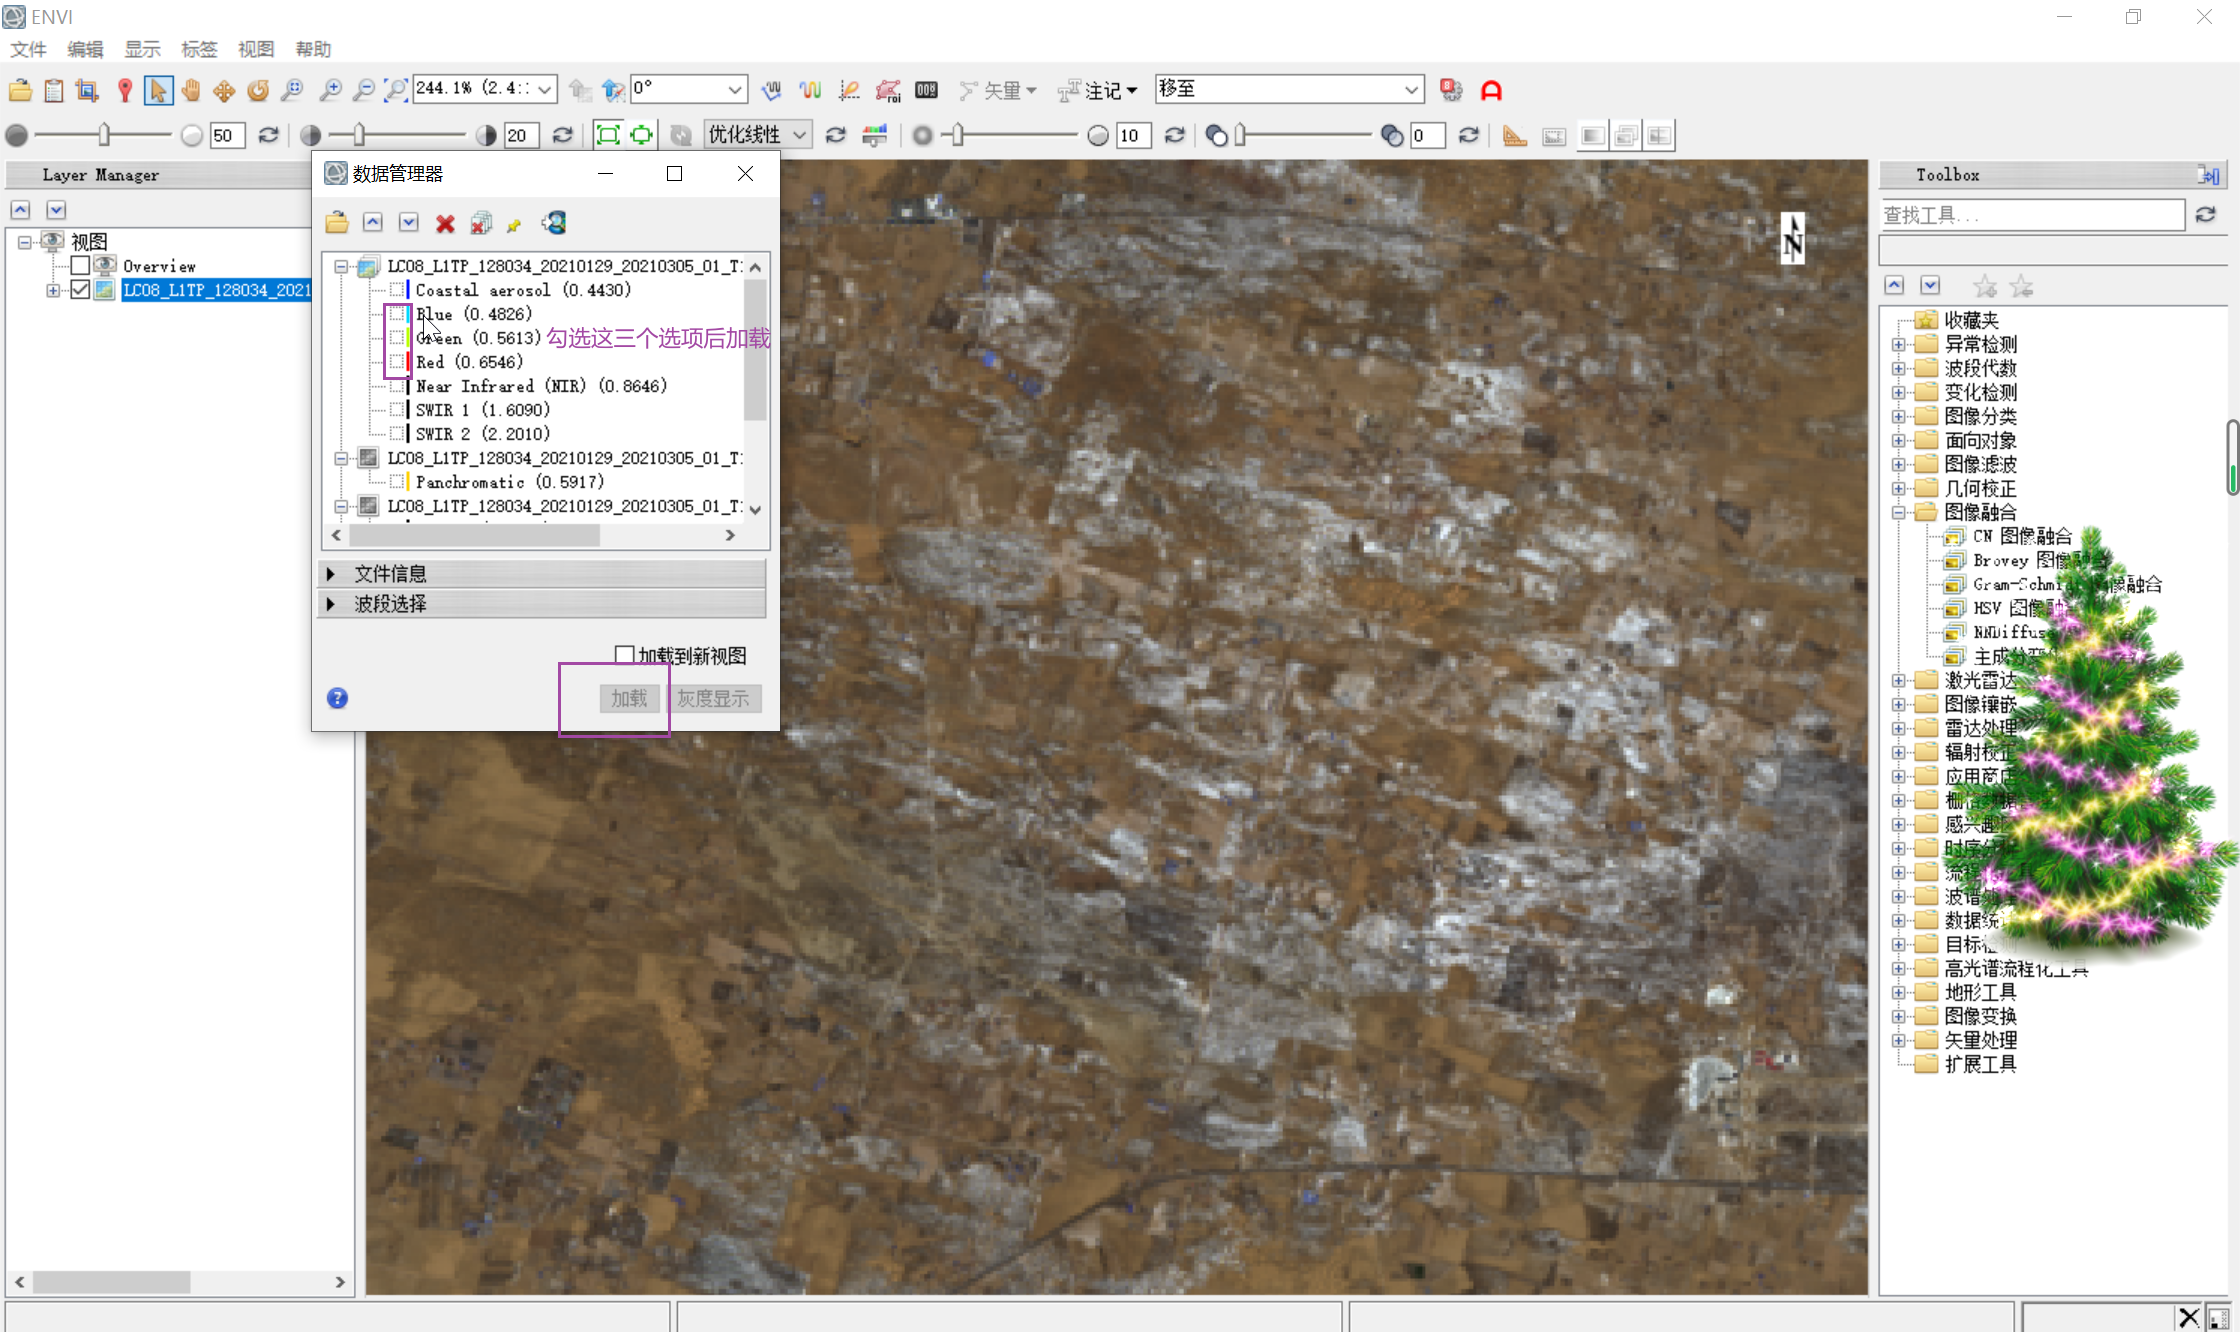 ENVI
文件 编辑 显示 标签 视图 帮助
244.1% (2.4:: 0° 矢量 注记 移至
50 20 优化线性 10 0
Layer Manager
视图
Overview
LC08_L1TP_128034_2021
数据管理器
LC08_L1TP_128034_20210129_20210305_01_T:
Coastal aerosol (0.4430)
Blue (0.4826)
Green (0.5613) 勾选这三个选项后加载
Red (0.6546)
Near Infrared (NIR) (0.8646)
SWIR 1 (1.6090)
SWIR 2 (2.2010)
LC08_L1TP_128034_20210129_20210305_01_T:
Panchromatic (0.5917)
LC08_L1TP_128034_20210129_20210305_01_T:
文件信息
波段选择
加载到新视图
加载 灰度显示
N
Toolbox
查找工具...
收藏夹
异常检测
波段代数
变化检测
图像分类
面向对象
图像滤波
几何校正
图像融合
CN 图像融合
Brovey 图像融合
Gram-Schmidt 图像融合
HSV 图像融
NNDiffuse
主成分变
激光雷达
图像镶嵌
雷达处理
辐射校正
应用商店
感兴趣
时序分
流程
波谱处
数据统计
目标检测
高光谱流程化工具
地形工具
图像变换
矢量处理
扩展工具